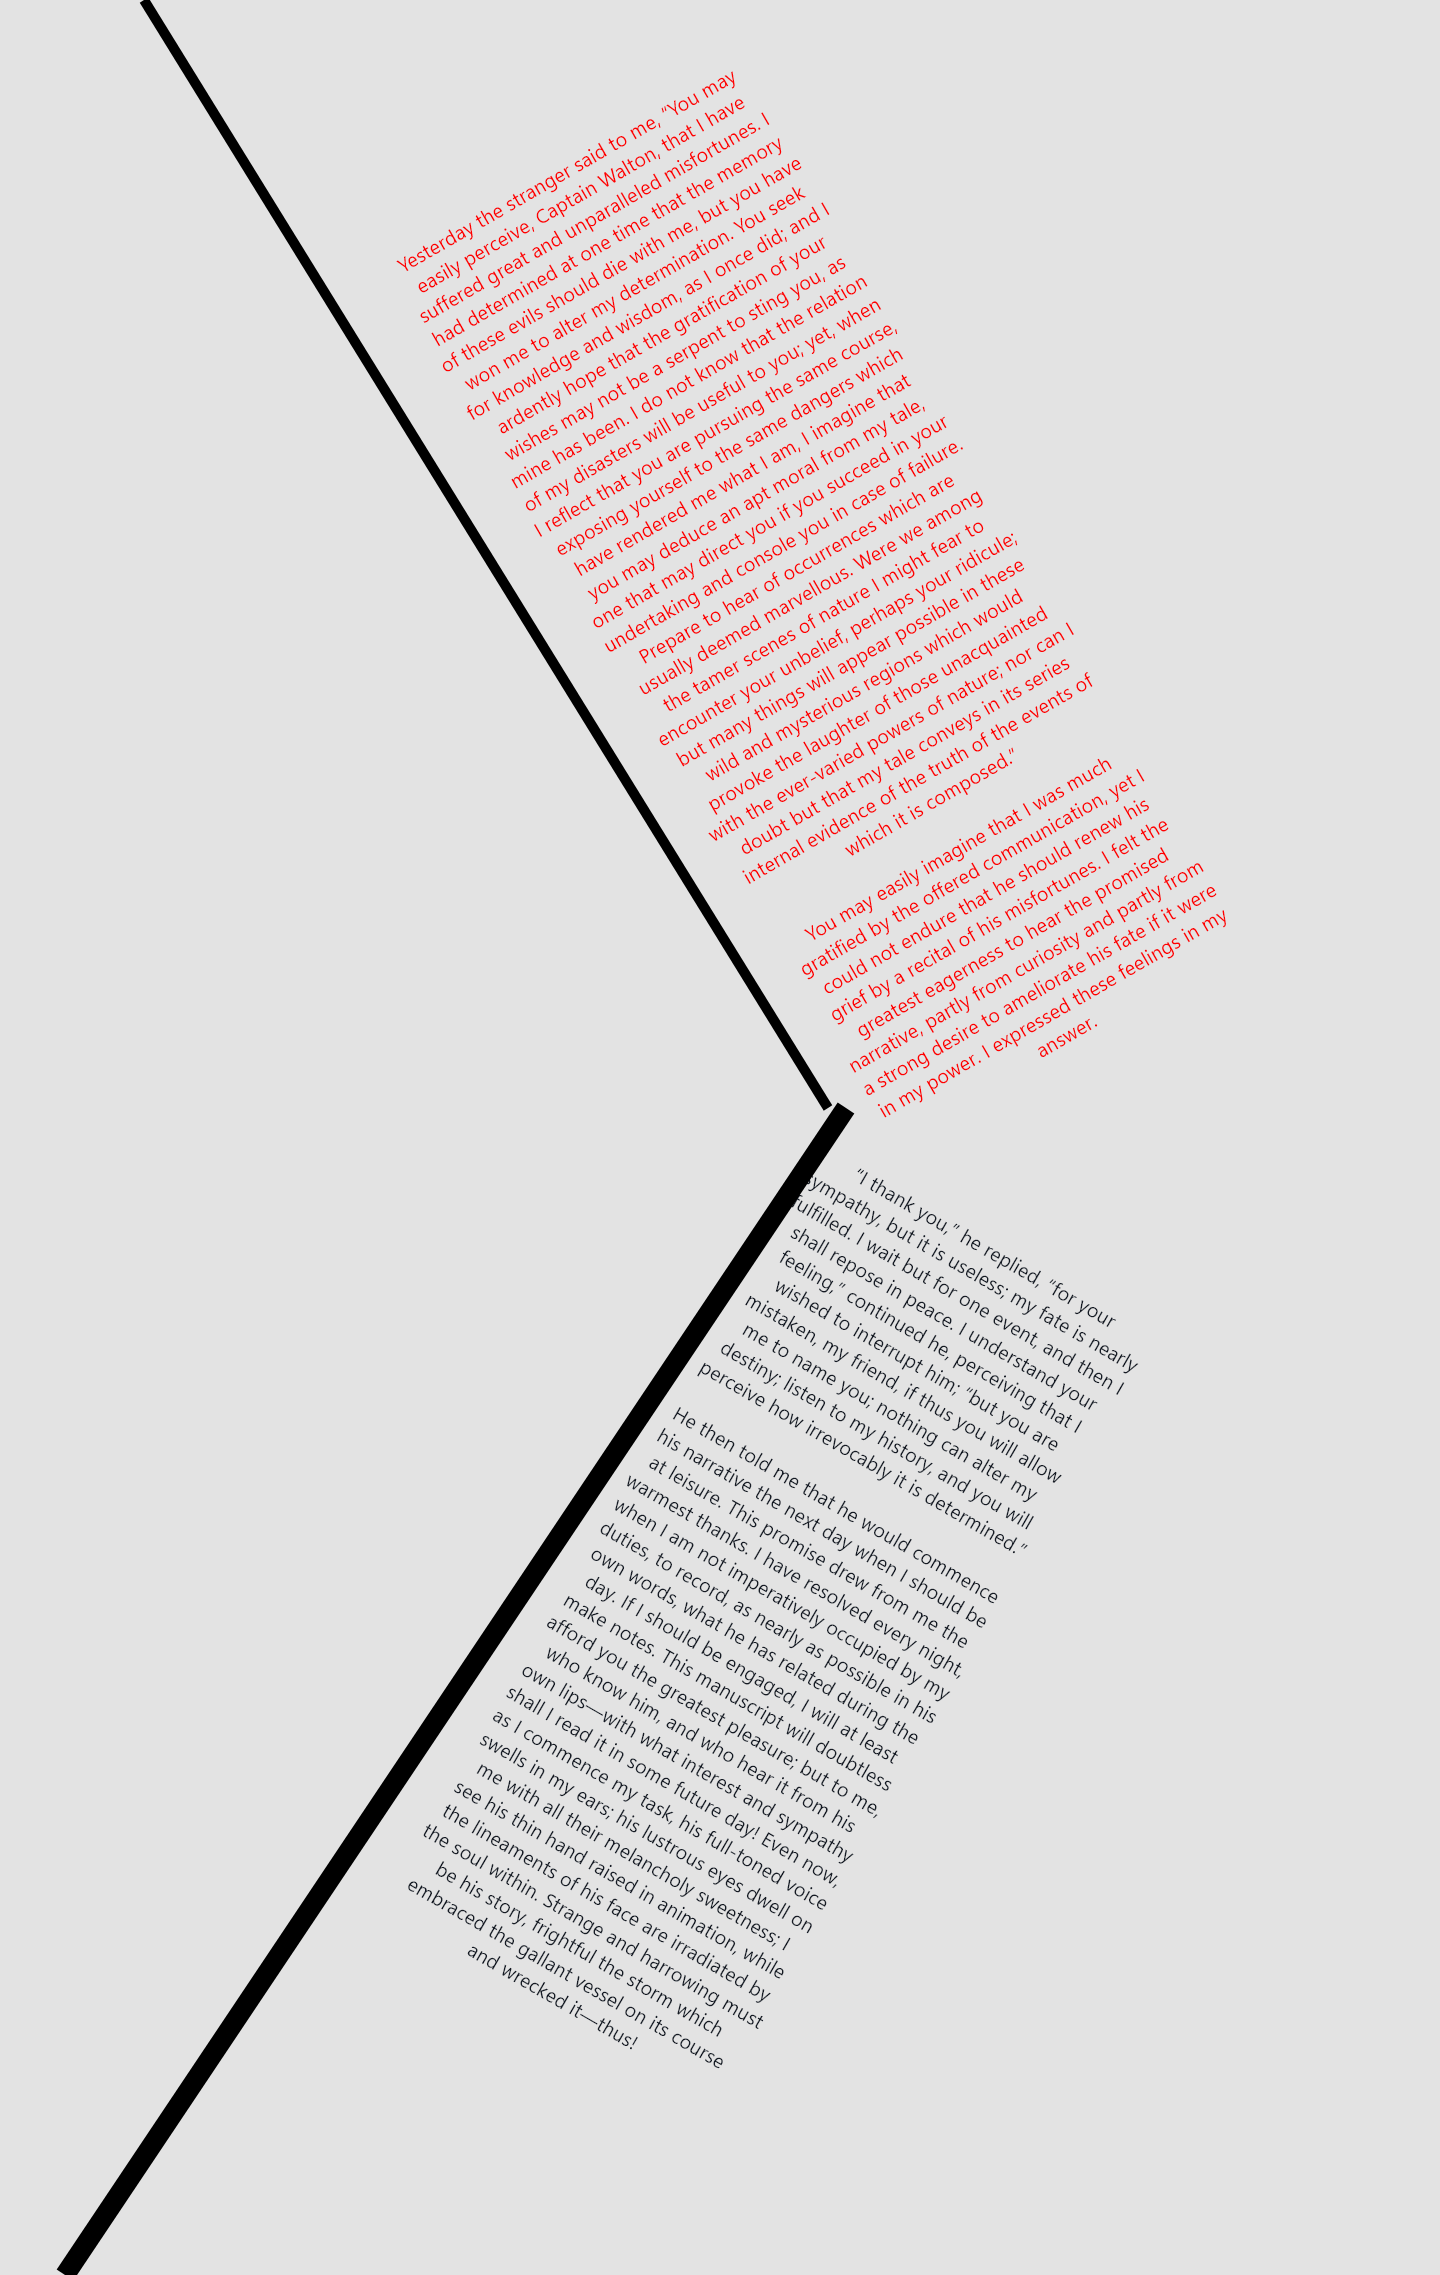 Yesterday the stranger said to me, “You may
easily perceive, Captain Walton, that I have
suffered great and unparalleled misfortunes. I
had determined at one time that the memory
of these evils should die with me, but you have
won me to alter my determination. You seek
for knowledge and wisdom, as I once did; and I
ardently hope that the gratification of your
wishes may not be a serpent to sting you, as
mine has been. I do not know that the relation
of my disasters will be useful to you; yet, when
I reflect that you are pursuing the same course,
exposing yourself to the same dangers which
have rendered me what I am, I imagine that
you may deduce an apt moral from my tale,
one that may direct you if you succeed in your
undertaking and console you in case of failure.
Prepare to hear of occurrences which are
usually deemed marvellous. Were we among
the tamer scenes of nature I might fear to
encounter your unbelief, perhaps your ridicule;
but many things will appear possible in these
wild and mysterious regions which would
provoke the laughter of those unacquainted
with the ever-varied powers of nature; nor can I
doubt but that my tale conveys in its series
internal evidence of the truth of the events of
which it is composed.”
You may easily imagine that I was much
gratified by the offered communication, yet I
could not endure that he should renew his
grief by a recital of his misfortunes. I felt the
greatest eagerness to hear the promised
narrative, partly from curiosity and partly from
a strong desire to ameliorate his fate if it were
in my power. I expressed these feelings in my
answer.
“I thank you,” he replied, “for your
sympathy, but it is useless; my fate is nearly
fulfilled. I wait but for one event, and then I
shall repose in peace. I understand your
feeling,” continued he, perceiving that I
wished to interrupt him; “but you are
mistaken, my friend, if thus you will allow
me to name you; nothing can alter my
destiny; listen to my history, and you will
perceive how irrevocably it is determined.”
He then told me that he would commence
his narrative the next day when I should be
at leisure. This promise drew from me the
warmest thanks. I have resolved every night,
when I am not imperatively occupied by my
duties, to record, as nearly as possible in his
own words, what he has related during the
day. If I should be engaged, I will at least
make notes. This manuscript will doubtless
afford you the greatest pleasure; but to me,
who know him, and who hear it from his
own lips—with what interest and sympathy
shall I read it in some future day! Even now,
as I commence my task, his full-toned voice
swells in my ears; his lustrous eyes dwell on
me with all their melancholy sweetness; I
see his thin hand raised in animation, while
the lineaments of his face are irradiated by
the soul within. Strange and harrowing must
be his story, frightful the storm which
embraced the gallant vessel on its course
and wrecked it—thus!